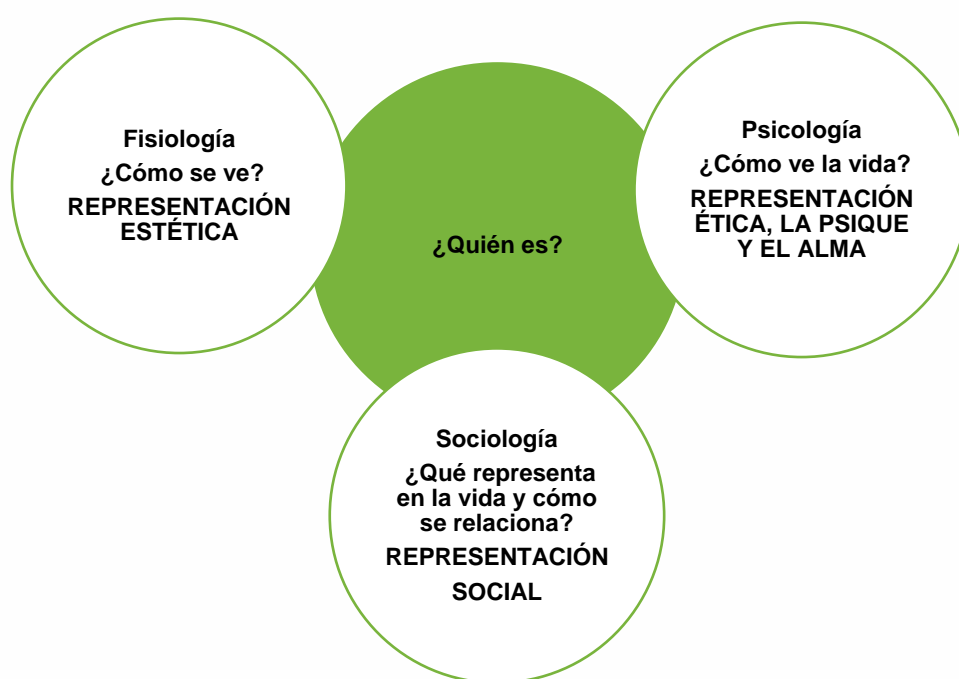 Fisiología
¿Cómo se ve?
REPRESENTACIÓN
ESTÉTICA
¿Quién es?
Psicología
¿Cómo ve la vida?
REPRESENTACIÓN
ÉTICA, LA PSIQUE
Y EL ALMA
Sociología
¿Qué representa
en la vida y cómo
se relaciona?
REPRESENTACIÓN
SOCIAL